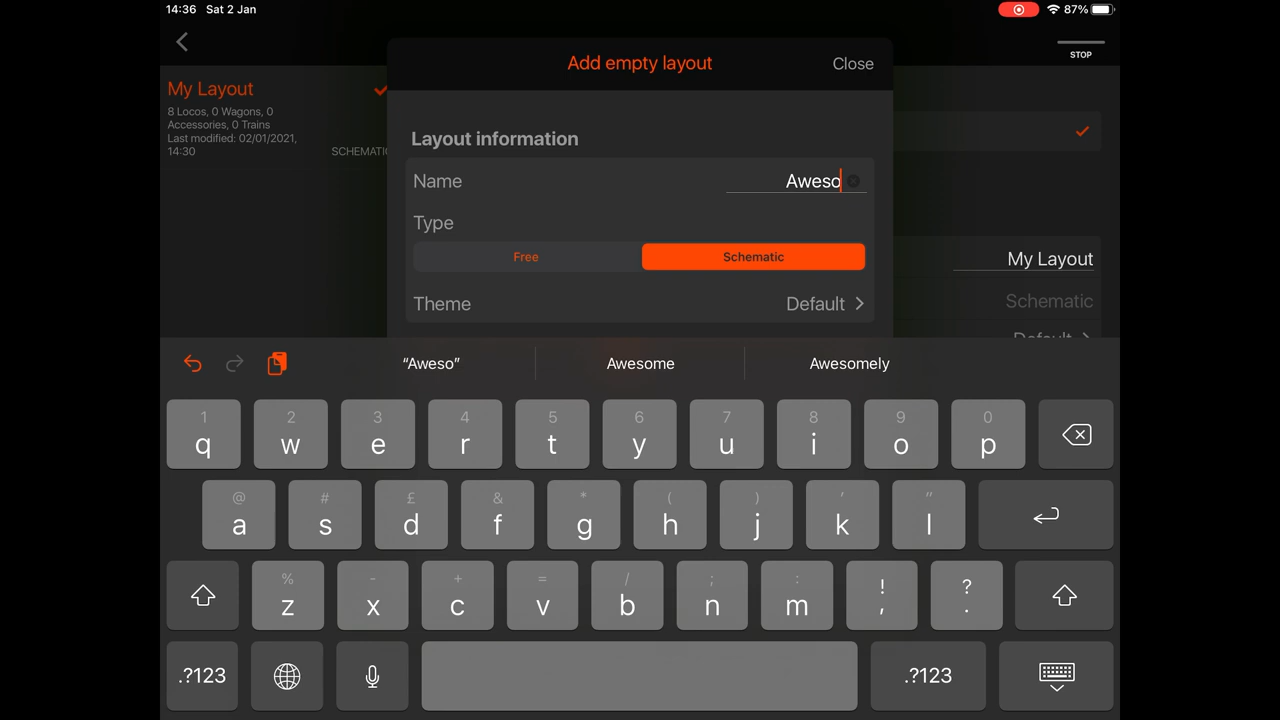 14:36 Sat 2 Jan
87%
Add empty layout
Close
STOP
My Layout
8 Locos, 0 Wagons, 0
Accessories, 0 Trains
Last modified: 02/01/2021,
14:30
SCHEMATIC
Layout information
Name
Aweso
Type
Free
Schematic
Theme
Default
My Layout
Schematic
Default
“Aweso”
Awesome
Awesomely
1 2 3 4 5 6 7 8 9 0
q w e r t y u i o p
@ # £ & * ( ) ' "
a s d f g h j k l
% - + = / ; : ! ?
z x c v b n m , .
.?123
.?123